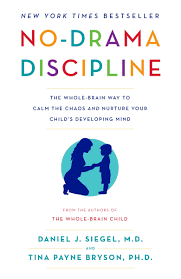 NEW YORK TIMES BESTSELLER
NO-DRAMA
DISCIPLINE
THE WHOLE-BRAIN WAY TO
CALM THE CHAOS AND NURTURE YOUR
CHILD'S DEVELOPING MIND
FROM THE AUTHORS OF
THE WHOLE-BRAIN CHILD
DANIEL J. SIEGEL, M.D.
AND
TINA PAYNE BRYSON, PH.D.